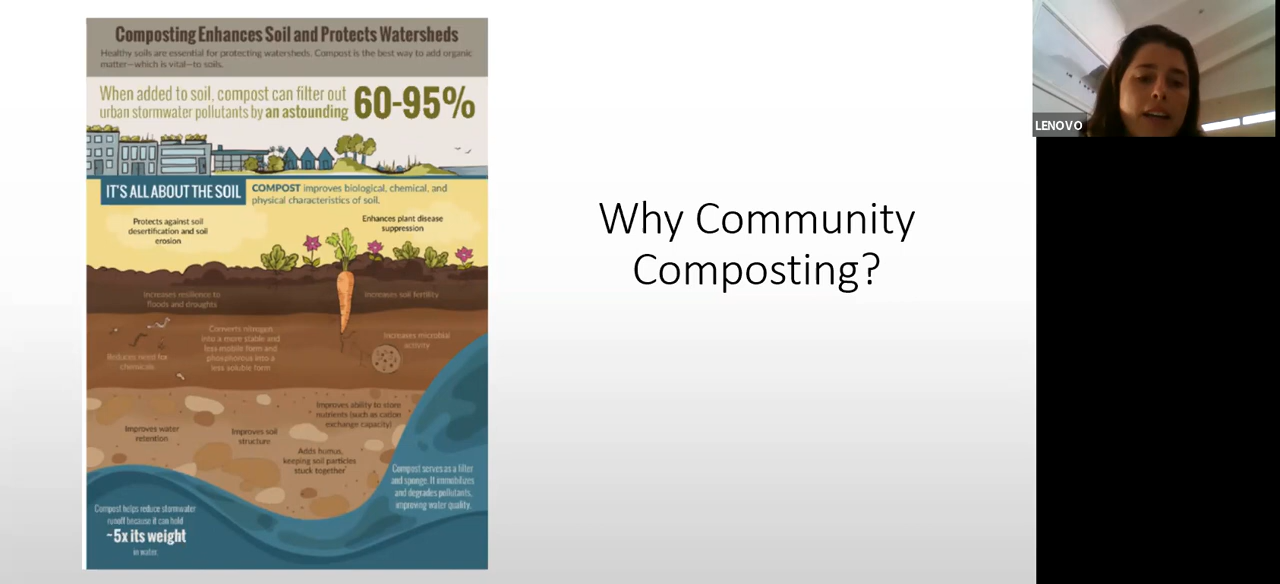 Composting Enhances Soil and Protects Watersheds
Healthy soils are essential for protecting watersheds. Compost is the best way to add organic
matter—which is vital—to soils.
When added to soil, compost can filter out
urban stormwater pollutants by an astounding
60-95%
IT'S ALL ABOUT THE SOIL
COMPOST improves biological, chemical, and
physical characteristics of soil.
Protects against soil
desertification and soil
erosion
Enhances plant disease
suppression
Increases resilience to
floods and droughts
Increases soil fertility
Converts nitrogen
into a more stable and
less mobile form and
phosphorous into a
less soluble form
Increases microbial
activity
Reduces need for
chemicals
Improves ability to store
nutrients (such as cation
exchange capacity)
Improves water
retention
Improves soil
structure
Adds humus,
keeping soil particles
stuck together
Compost serves as a filter
and sponge. It immobilizes
and degrades pollutants,
improving water quality.
Compost helps reduce stormwater
runoff because it can hold
~5x its weight
in water.
Why Community
Composting?
LENOVO